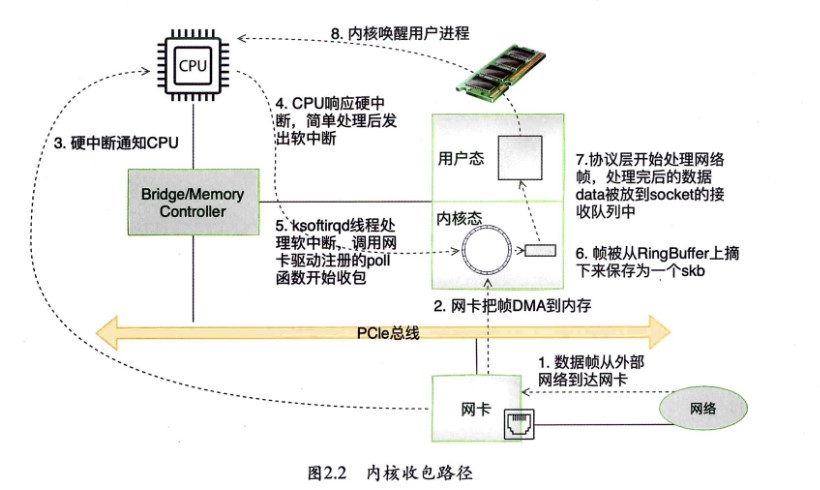 8. 内核唤醒用户进程
CPU
4. CPU响应硬中
断，简单处理后发
出软中断
3. 硬中断通知CPU
用户态
7.协议层开始处理网络
帧，处理完后的数据
data被放到socket的接
收队列中
Bridge/Memory
Controller
内核态
5. ksoftirqd线程处
理软中断，调用网
卡驱动注册的poll
函数开始收包
6. 帧被从RingBuffer上摘
下来保存为一个skb
2. 网卡把帧DMA到内存
PCIe总线
1. 数据帧从外部
网络到达网卡
网卡
网络
图2.2 内核收包路径